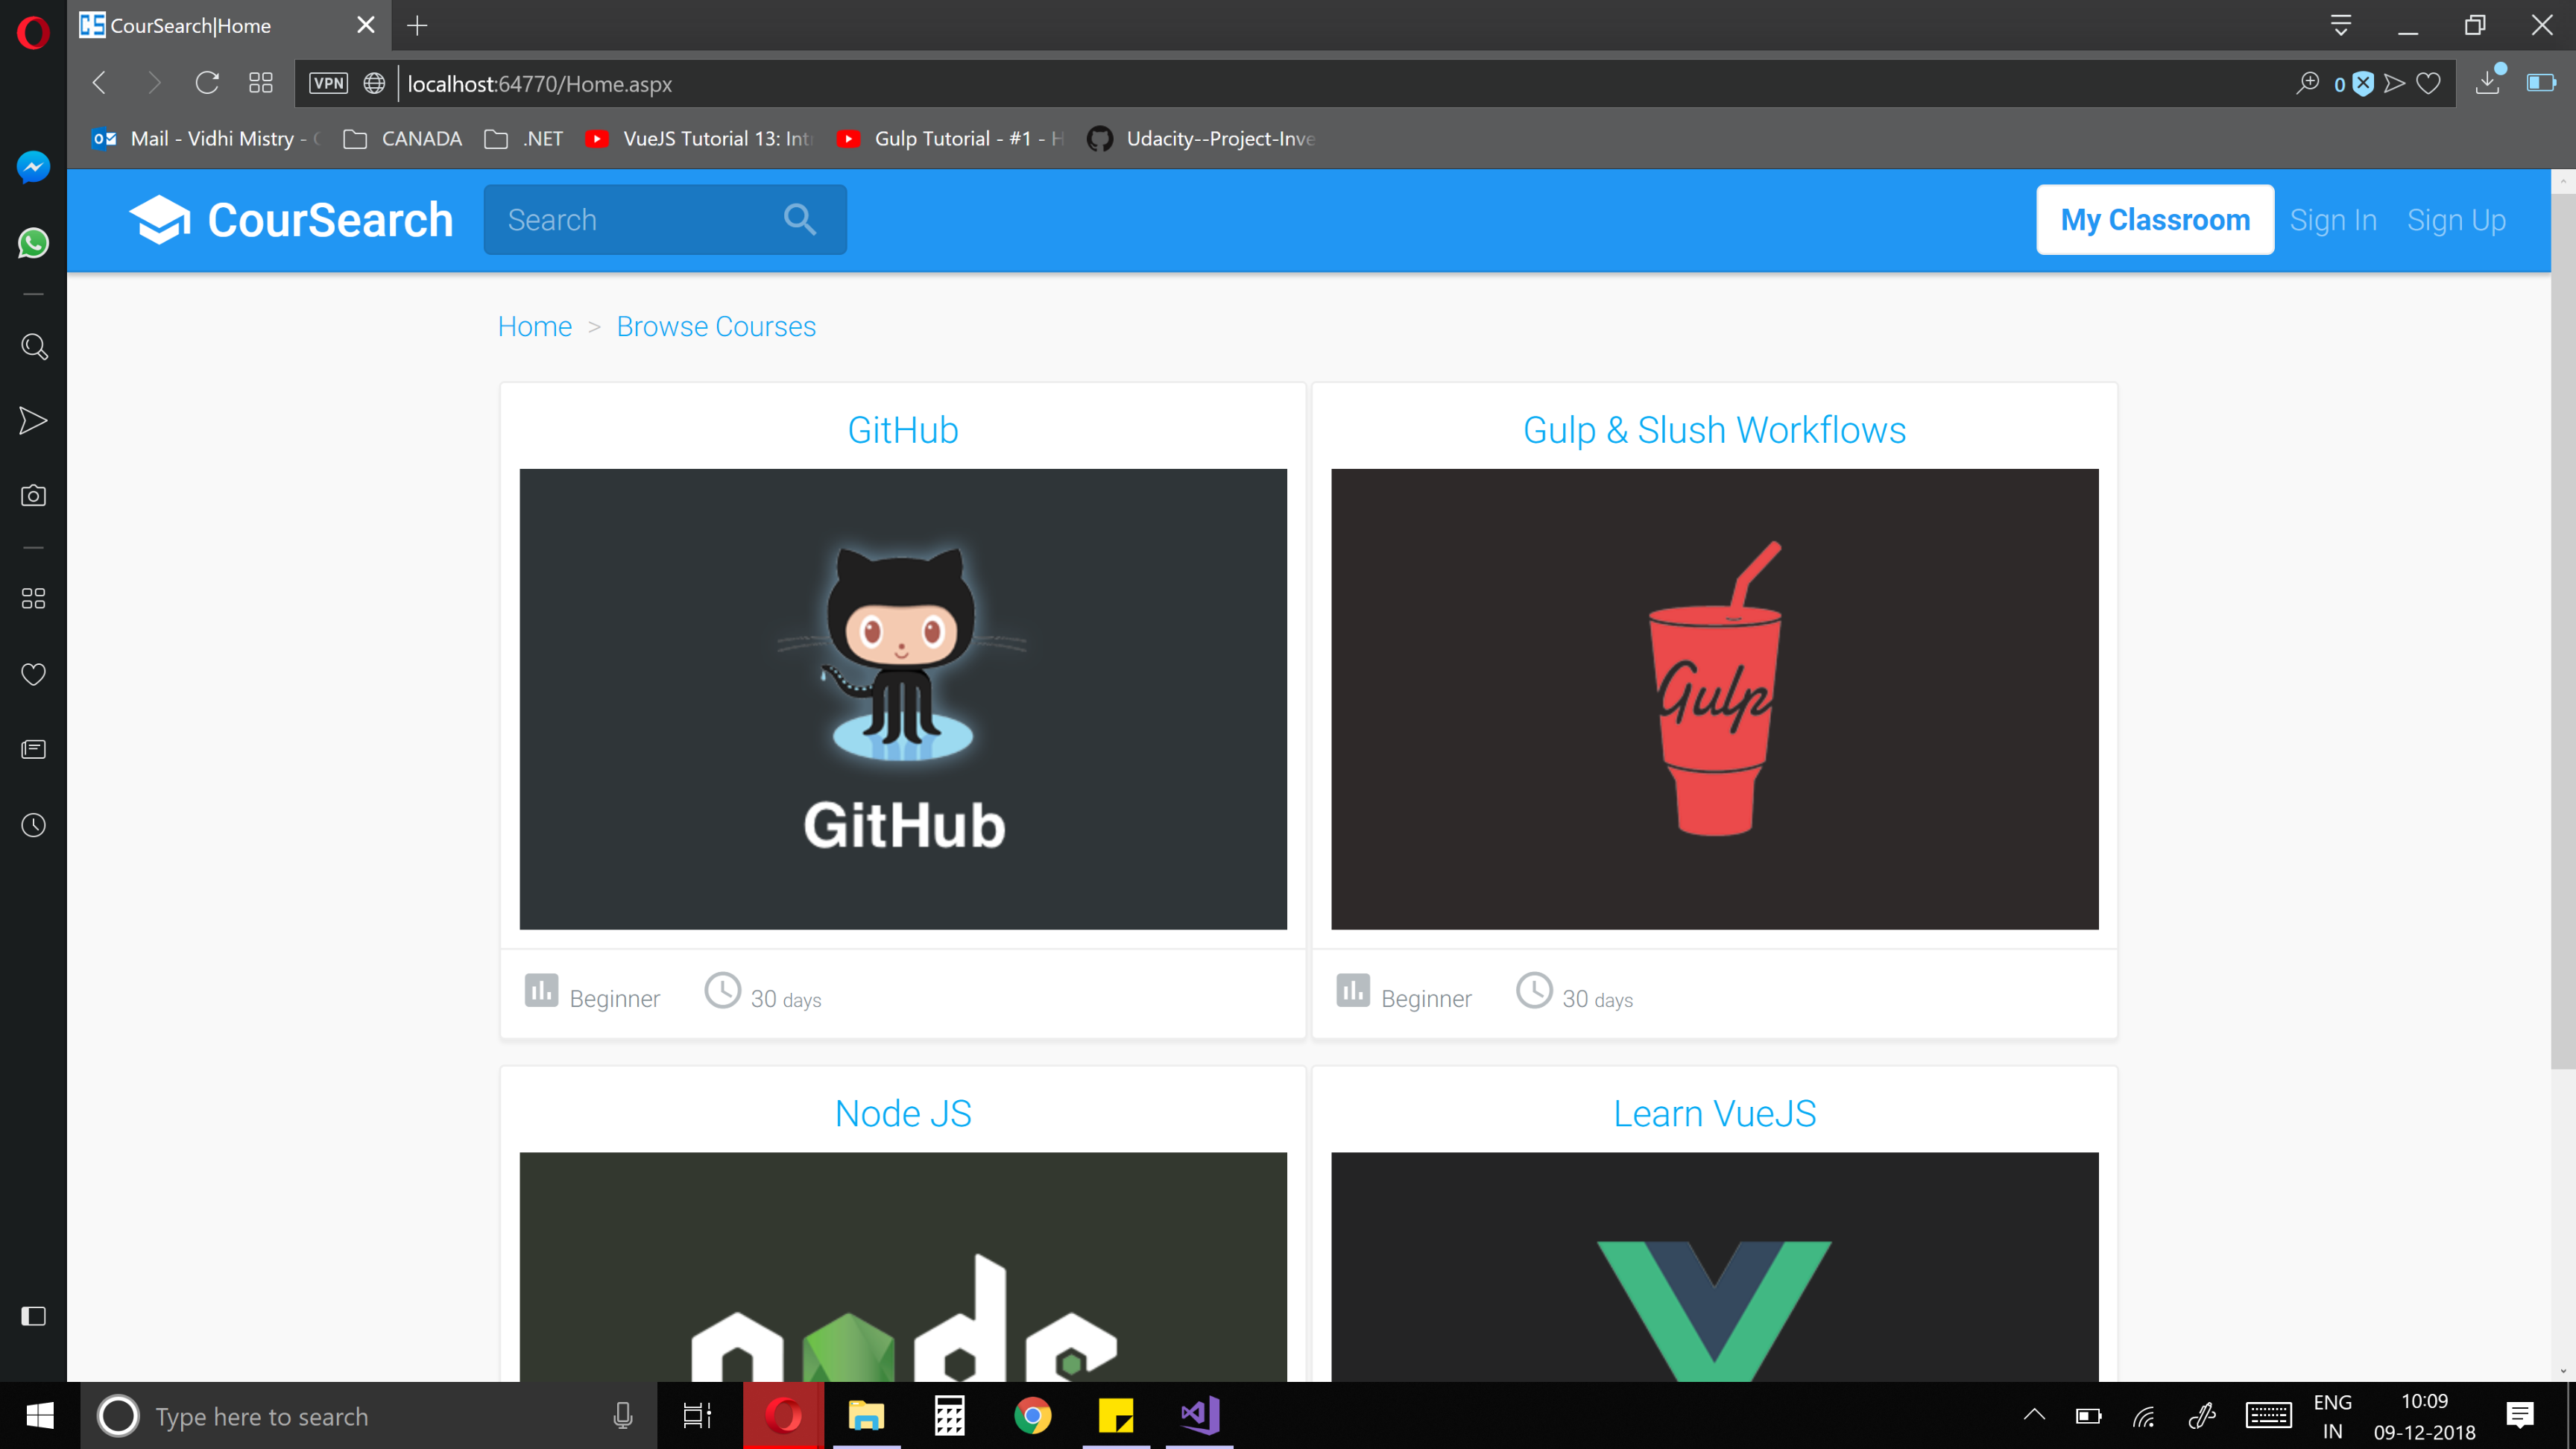 CS CourSearch|Home
VPN localhost:64770/Home.aspx 0
Mail - Vidhi Mistry - CANADA .NET VueJS Tutorial 13: Int Gulp Tutorial - #1 - H Udacity--Project-Inve
CourSearch Search My Classroom Sign In Sign Up
Home > Browse Courses
GitHub
Gulp & Slush Workflows
GitHub
Gulp
Beginner 30 days
Beginner 30 days
Node JS
Learn VueJS
node
Type here to search
ENG
IN
10:09
09-12-2018